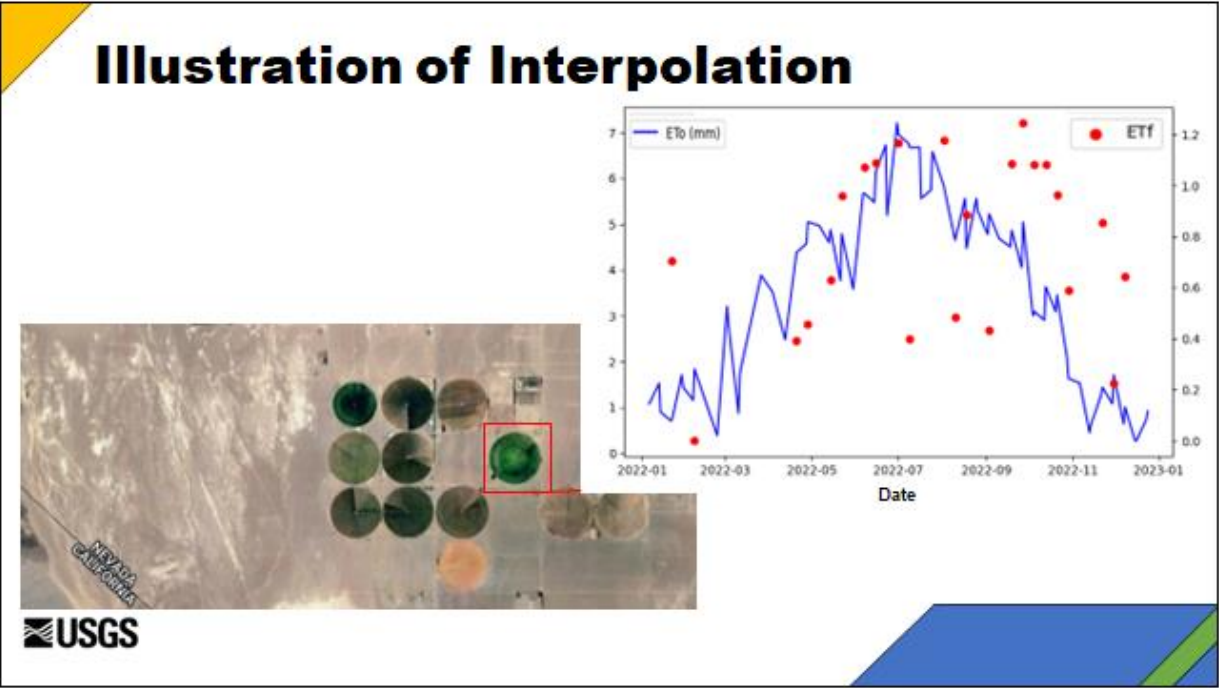 Illustration of Interpolation
ETo (mm)
ETf
7
6
5
4
3
2
1
0
1.2
1.0
0.8
0.6
0.4
0.2
0.0
2022-01 2022-03 2022-05 2022-07 2022-09 2022-11 2023-01
Date
NEVADA
CALIFORNIA
USGS